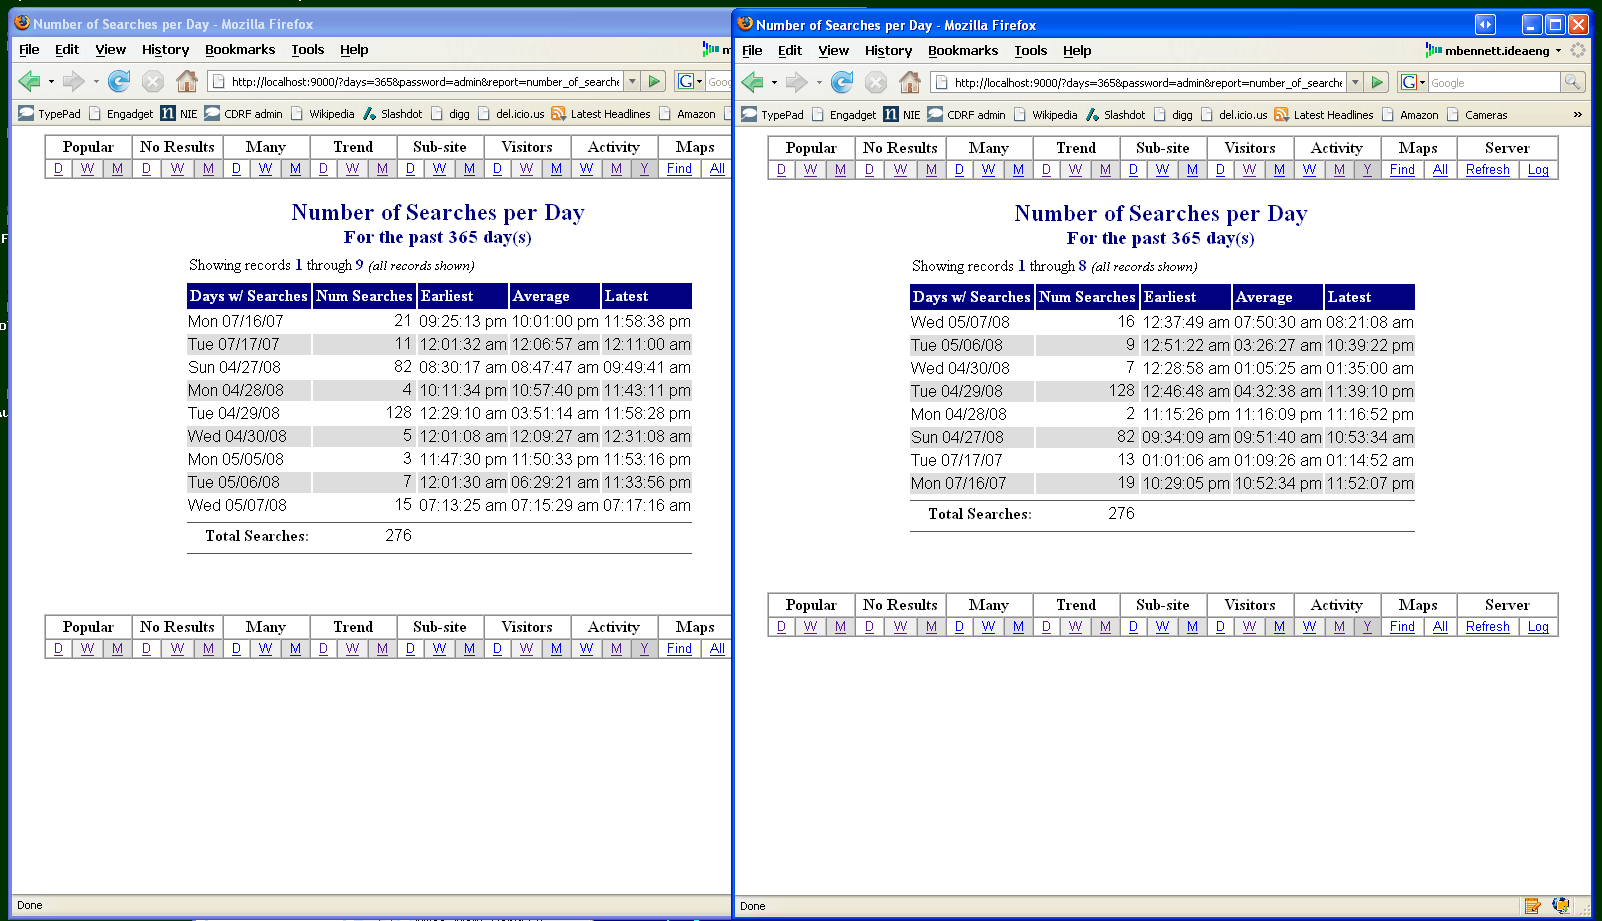 Number of Searches per Day - Mozilla Firefox
File Edit View History Bookmarks Tools Help
http://localhost:9000/?days=365&password=admin&report=number_of_searche
G Goo
TypePad Engadget NIE CDRF admin Wikipedia Slashdot digg del.icio.us Latest Headlines Amazon
Popular No Results Many Trend Sub-site Visitors Activity Maps
D W M D W M D W M D W M D W M D W M W M Y Find All
Number of Searches per Day
For the past 365 day(s)
Showing records 1 through 9 (all records shown)
Days w/ Searches Num Searches Earliest Average Latest
Mon 07/16/07 21 09:25:13 pm 10:01:00 pm 11:58:38 pm
Tue 07/17/07 11 12:01:32 am 12:06:57 am 12:11:00 am
Sun 04/27/08 82 08:30:17 am 08:47:47 am 09:49:41 am
Mon 04/28/08 4 10:11:34 pm 10:57:40 pm 11:43:11 pm
Tue 04/29/08 128 12:29:10 am 03:51:14 am 11:58:28 pm
Wed 04/30/08 5 12:01:08 am 12:09:27 am 12:31:08 am
Mon 05/05/08 3 11:47:30 pm 11:50:33 pm 11:53:16 pm
Tue 05/06/08 7 12:01:30 am 06:29:21 am 11:33:56 pm
Wed 05/07/08 15 07:13:25 am 07:15:29 am 07:17:16 am
Total Searches: 276
Popular No Results Many Trend Sub-site Visitors Activity Maps
D W M D W M D W M D W M D W M D W M W M Y Find All
Done
Number of Searches per Day - Mozilla Firefox
File Edit View History Bookmarks Tools Help mbennett.ideaeng
http://localhost:9000/?days=365&password=admin&report=number_of_searche
G Google
TypePad Engadget NIE CDRF admin Wikipedia Slashdot digg del.icio.us Latest Headlines Amazon Cameras »
Popular No Results Many Trend Sub-site Visitors Activity Maps Server
D W M D W M D W M D W M D W M D W M W M Y Find All Refresh Log
Number of Searches per Day
For the past 365 day(s)
Showing records 1 through 8 (all records shown)
Days w/ Searches Num Searches Earliest Average Latest
Wed 05/07/08 16 12:37:49 am 07:50:30 am 08:21:08 am
Tue 05/06/08 9 12:51:22 am 03:26:27 am 10:39:22 pm
Wed 04/30/08 7 12:28:58 am 01:05:25 am 01:35:00 am
Tue 04/29/08 128 12:46:48 am 04:32:38 am 11:39:10 pm
Mon 04/28/08 2 11:15:26 pm 11:16:09 pm 11:16:52 pm
Sun 04/27/08 82 09:34:09 am 09:51:40 am 10:53:34 am
Tue 07/17/07 13 01:01:06 am 01:09:26 am 01:14:52 am
Mon 07/16/07 19 10:29:05 pm 10:52:34 pm 11:52:07 pm
Total Searches: 276
Popular No Results Many Trend Sub-site Visitors Activity Maps Server
D W M D W M D W M D W M D W M D W M W M Y Find All Refresh Log
Done